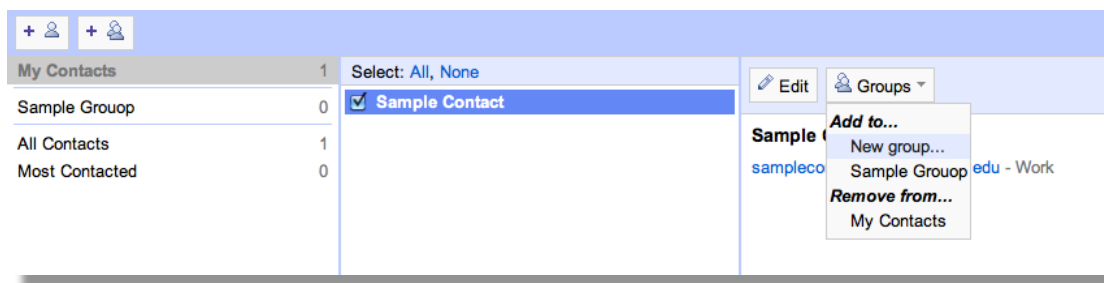 + +
My Contacts 1
Sample Grouop 0
All Contacts 1
Most Contacted 0
Select: All, None
Sample Contact
Edit Groups
Add to...
New group...
Sample Grouop
Remove from...
My Contacts
Sample
sampleco edu - Work